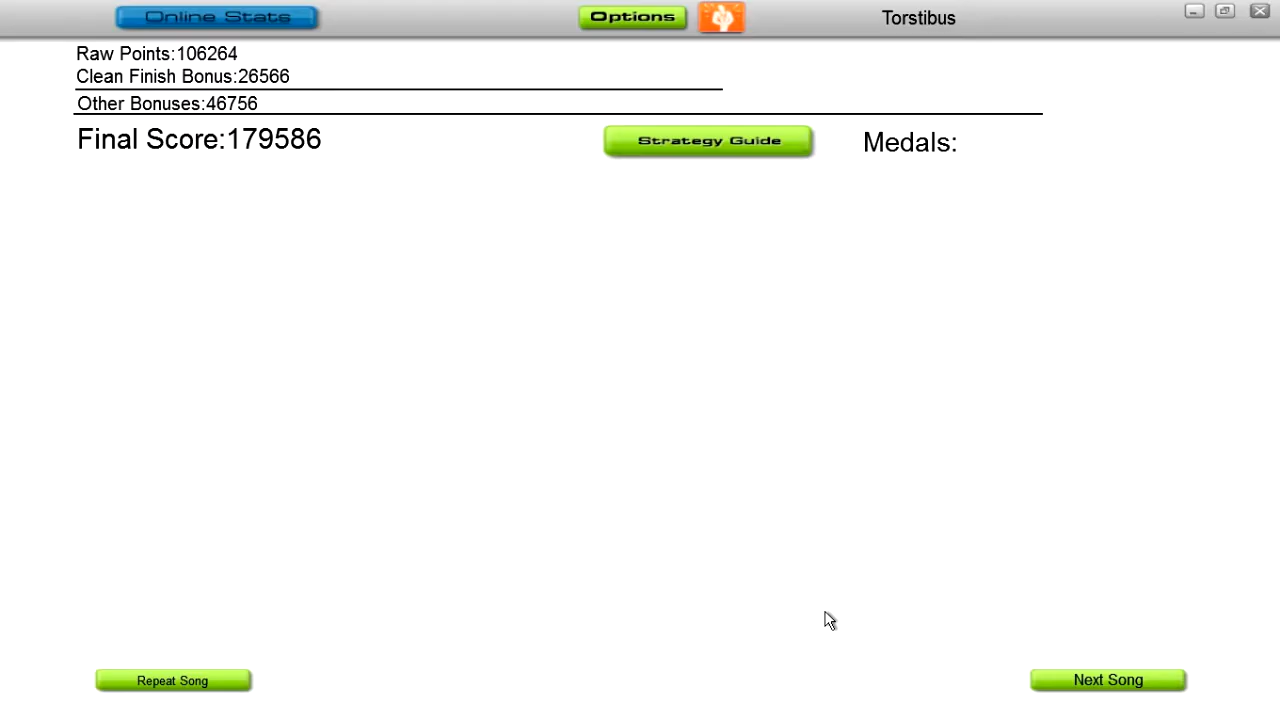 Online Stats
Options
Torstibus
Raw Points:106264
Clean Finish Bonus:26566
Other Bonuses:46756
Final Score:179586
Strategy Guide
Medals:
Repeat Song
Next Song